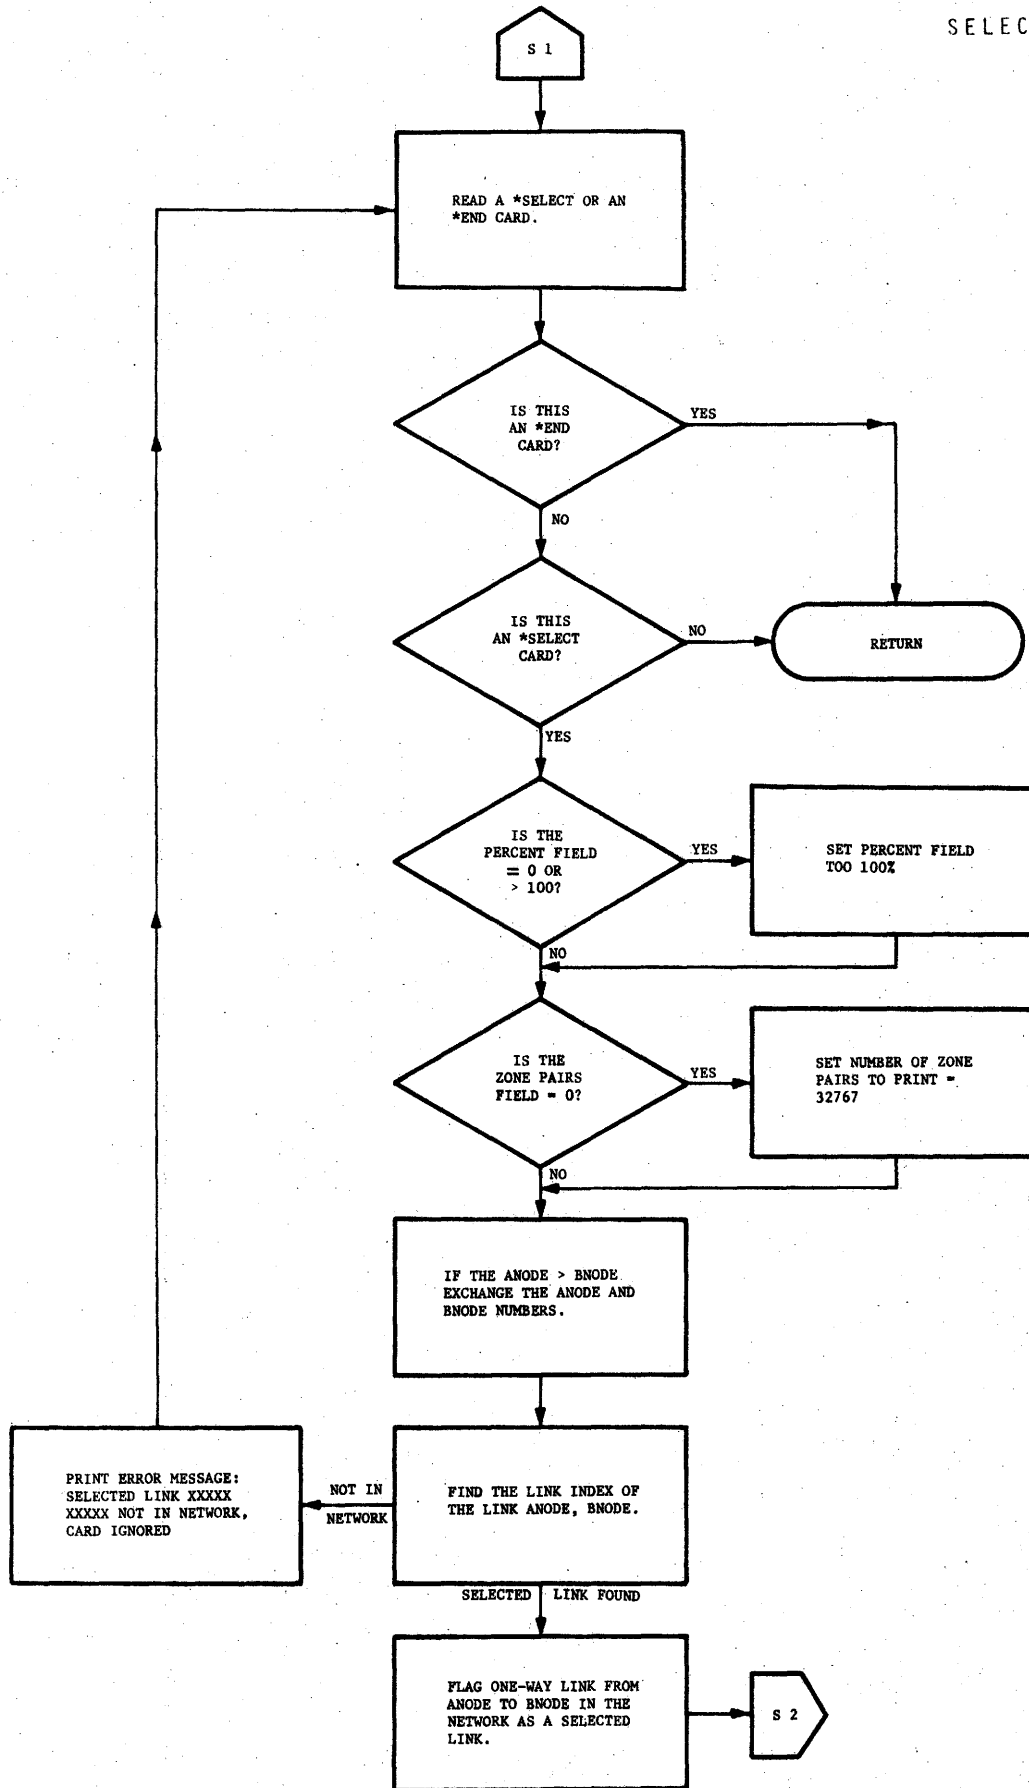 SELEC
S 1
READ A *SELECT OR AN
*END CARD.
IS THIS
AN *END
CARD?
YES
NO
IS THIS
AN *SELECT
CARD?
NO
RETURN
YES
IS THE
PERCENT FIELD
= 0 OR
> 100?
YES
SET PERCENT FIELD
TOO 100%
NO
IS THE
ZONE PAIRS
FIELD = 0?
YES
SET NUMBER OF ZONE
PAIRS TO PRINT =
32767
NO
IF THE ANODE > BNODE
EXCHANGE THE ANODE AND
BNODE NUMBERS.
PRINT ERROR MESSAGE:
SELECTED LINK XXXXX
XXXXX NOT IN NETWORK,
CARD IGNORED
NOT IN
NETWORK
FIND THE LINK INDEX OF
THE LINK ANODE, BNODE.
SELECTED LINK FOUND
FLAG ONE-WAY LINK FROM
ANODE TO BNODE IN THE
NETWORK AS A SELECTED
LINK.
S 2